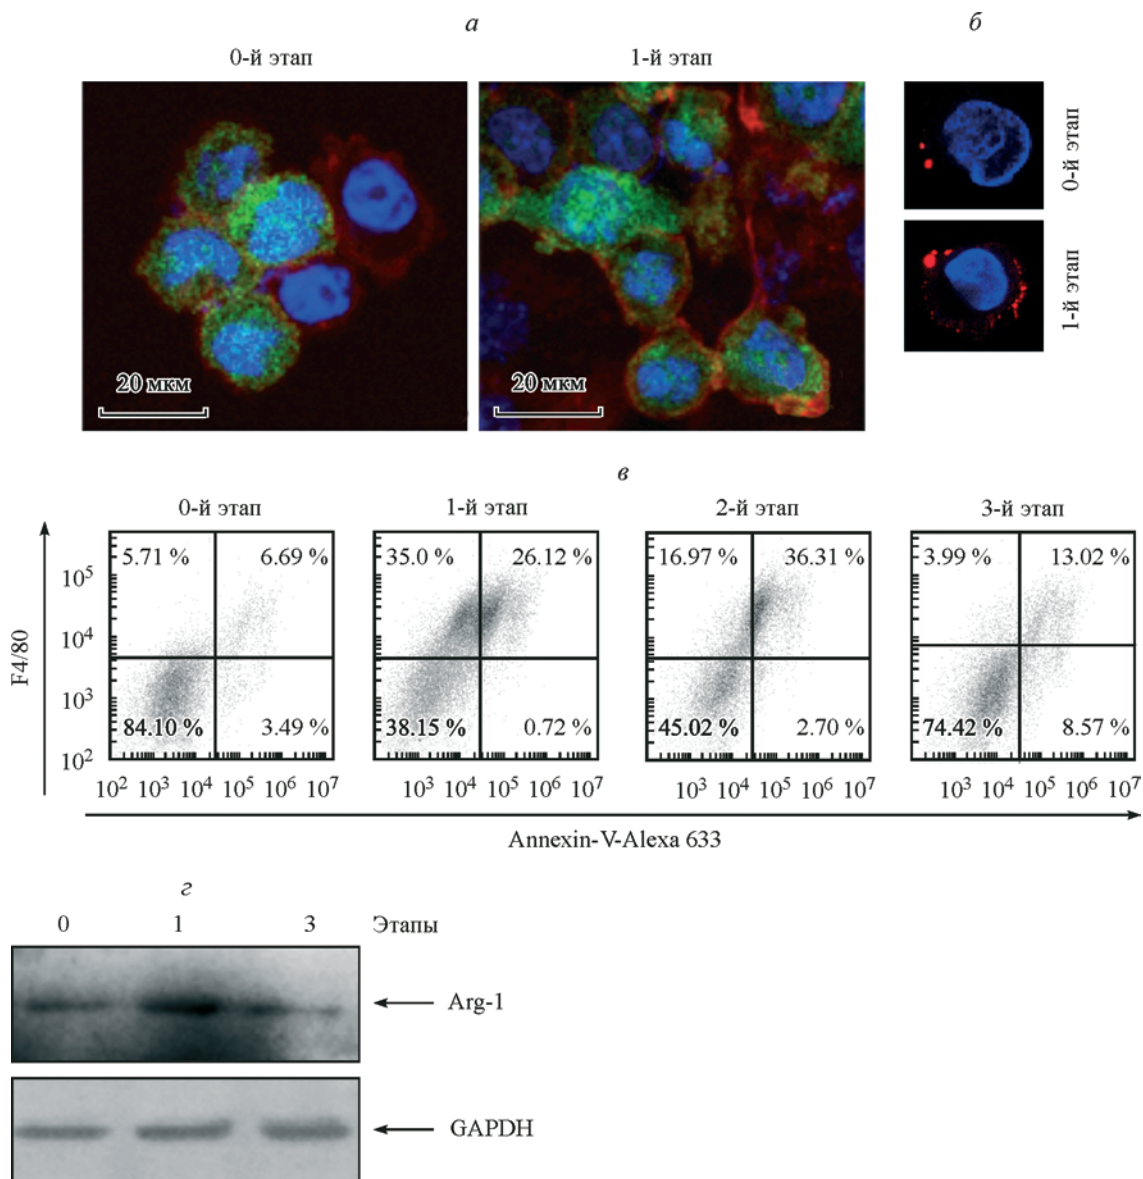 а
б
0-й этап
1-й этап
20 мкм
20 мкм
0-й этап
1-й этап
в
0-й этап
1-й этап
2-й этап
3-й этап
5.71 %
6.69 %
35.0 %
26.12 %
16.97 %
36.31 %
3.99 %
13.02 %
10⁵
10⁴
10³
10²
F4/80
84.10 %
3.49 %
38.15 %
0.72 %
45.02 %
2.70 %
74.42 %
8.57 %
10² 10³ 10⁴ 10⁵ 10⁶ 10⁷
10³ 10⁴ 10⁵ 10⁶ 10⁷
10³ 10⁴ 10⁵ 10⁶ 10⁷
10³ 10⁴ 10⁵ 10⁶ 10⁷
Annexin-V-Alexa 633
г
0 1 3 Этапы
Arg-1
GAPDH